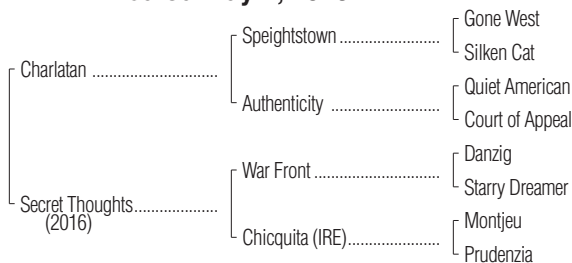 Gone West
Speightstown
Silken Cat
Charlatan
Quiet American
Authenticity
Court of Appeal
Danzig
War Front
Starry Dreamer
Secret Thoughts
(2016)
Montjeu
Chicquita (IRE)
Prudenzia